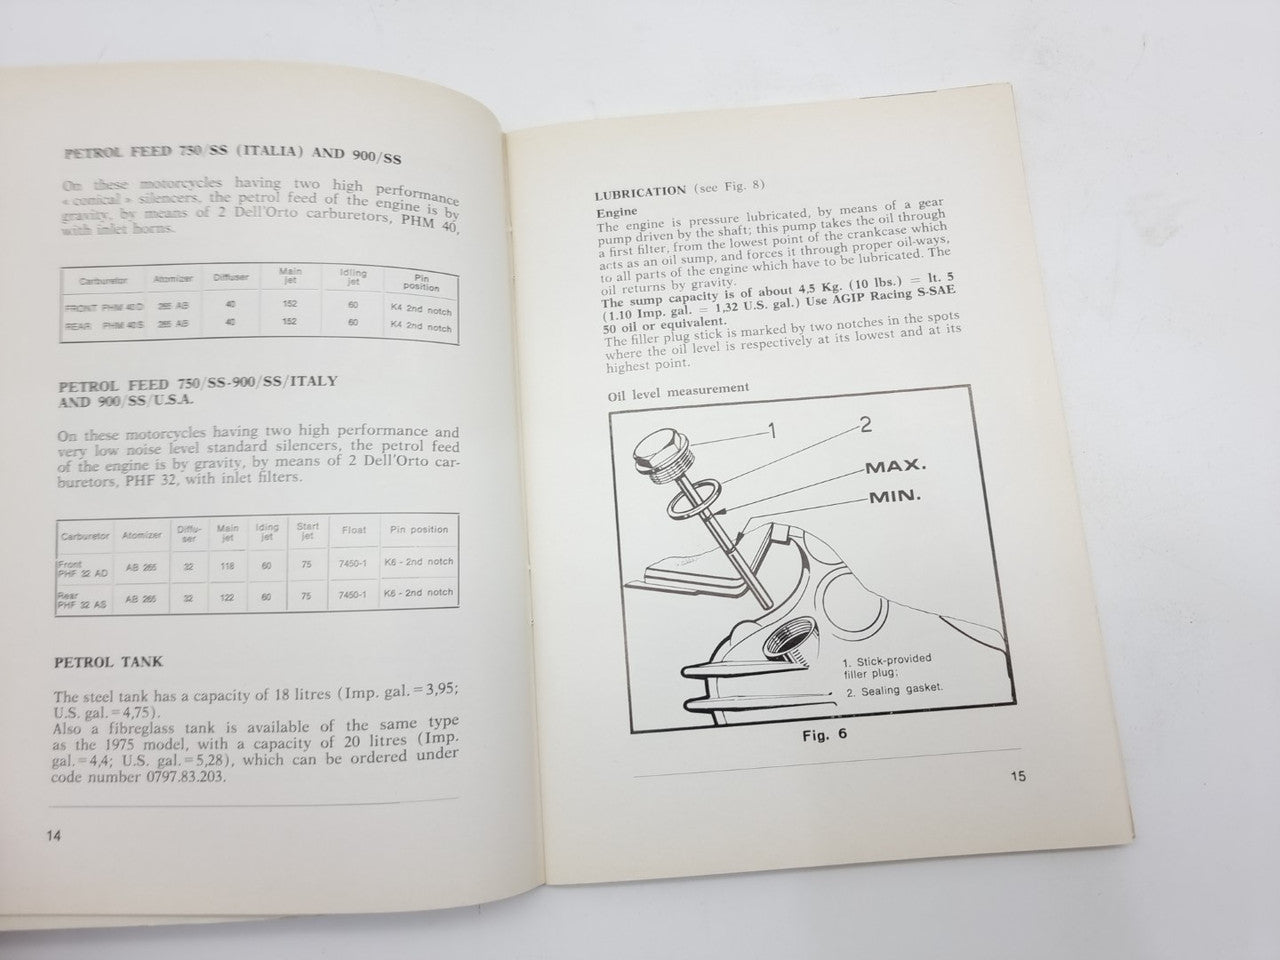 PETROL FEED 750/SS (ITALIA) AND 900/SS
On these motorcycles having two high performance
« conical » silencers, the petrol feed of the engine is by
gravity, by means of 2 Dell'Orto carburetors, PHM 40,
with inlet horns.
Carburetor Atomizer Diffuser Main jet Idling jet Pin position
FRONT PHM 40 D 265 AB 40 152 60 K4 2nd notch
REAR PHM 40 S 265 AB 40 152 60 K4 2nd notch
PETROL FEED 750/SS-900/SS/ITALY
AND 900/SS/U.S.A.
On these motorcycles having two high performance and
very low noise level standard silencers, the petrol feed
of the engine is by gravity, by means of 2 Dell'Orto car-
buretors, PHF 32, with inlet filters.
Carburetor Atomizer Diffu-ser Main jet Iding jet Start jet Float Pin position
Front PHF 32 AD AB 265 32 118 60 75 7450-1 K6 - 2nd notch
Rear PHF 32 AS AB 265 32 122 60 75 7450-1 K6 - 2nd notch
PETROL TANK
The steel tank has a capacity of 18 litres (Imp. gal. = 3,95;
U.S. gal. = 4,75).
Also a fibreglass tank is available of the same type
as the 1975 model, with a capacity of 20 litres (Imp.
gal. = 4,4; U.S. gal. = 5,28), which can be ordered under
code number 0797.83.203.
14
LUBRICATION (see Fig. 8)
Engine
The engine is pressure lubricated, by means of a gear
pump driven by the shaft; this pump takes the oil through
a first filter, from the lowest point of the crankcase which
acts as an oil sump, and forces it through proper oil-ways,
to all parts of the engine which have to be lubricated. The
oil returns by gravity.
The sump capacity is of about 4,5 Kg. (10 lbs.) = lt. 5
(1.10 Imp. gal. = 1,32 U.S. gal.) Use AGIP Racing S-SAE
50 oil or equivalent.
The filler plug stick is marked by two notches in the spots
where the oil level is respectively at its lowest and at its
highest point.
Oil level measurement
1
2
MAX.
MIN.
1. Stick-provided
filler plug;
2. Sealing gasket.
Fig. 6
15